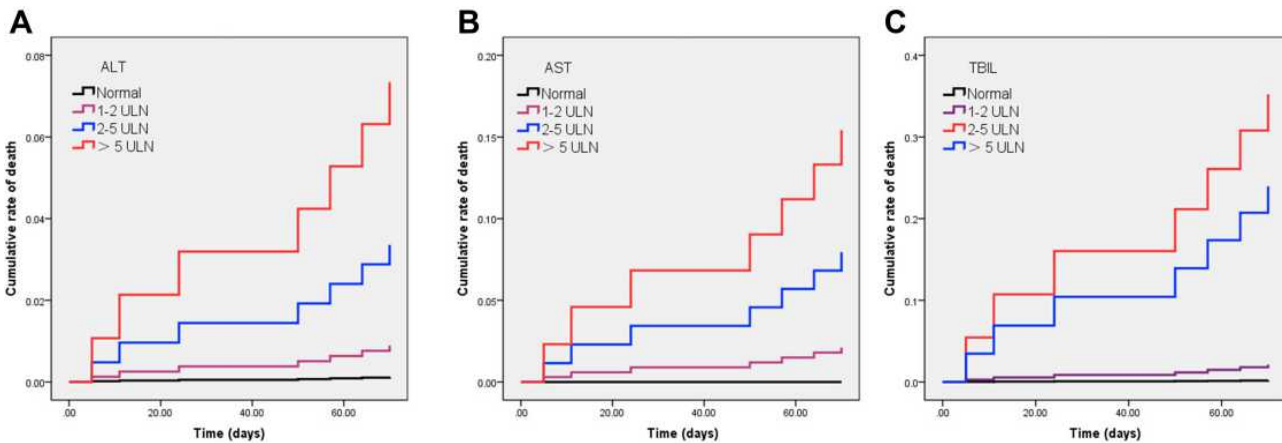 A
Cumulative rate of death
0.08
0.06
0.04
0.02
0.00
ALT
Normal
1-2 ULN
2-5 ULN
> 5 ULN
.00 20.00 40.00 60.00
Time (days)
B
Cumulative rate of death
0.20
0.15
0.10
0.05
0.00
AST
Normal
1-2 ULN
2-5 ULN
> 5 ULN
.00 20.00 40.00 60.00
Time (days)
C
Cumulative rate of death
0.4
0.3
0.2
0.1
0.0
TBIL
Normal
1-2 ULN
2-5 ULN
> 5 ULN
.00 20.00 40.00 60.00
Time (days)